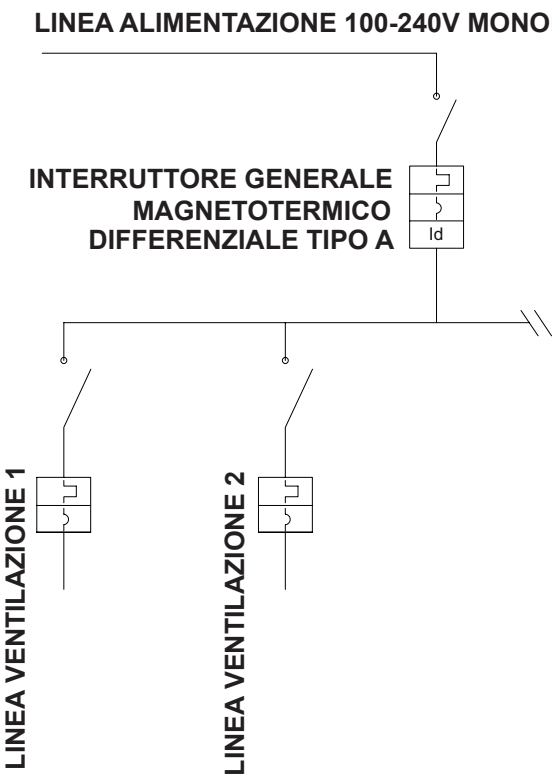 LINEA ALIMENTAZIONE 100-240V MONO
INTERRUTTORE GENERALE
MAGNETOTERMICO
DIFFERENZIALE TIPO A
Id
LINEA VENTILAZIONE 1
LINEA VENTILAZIONE 2